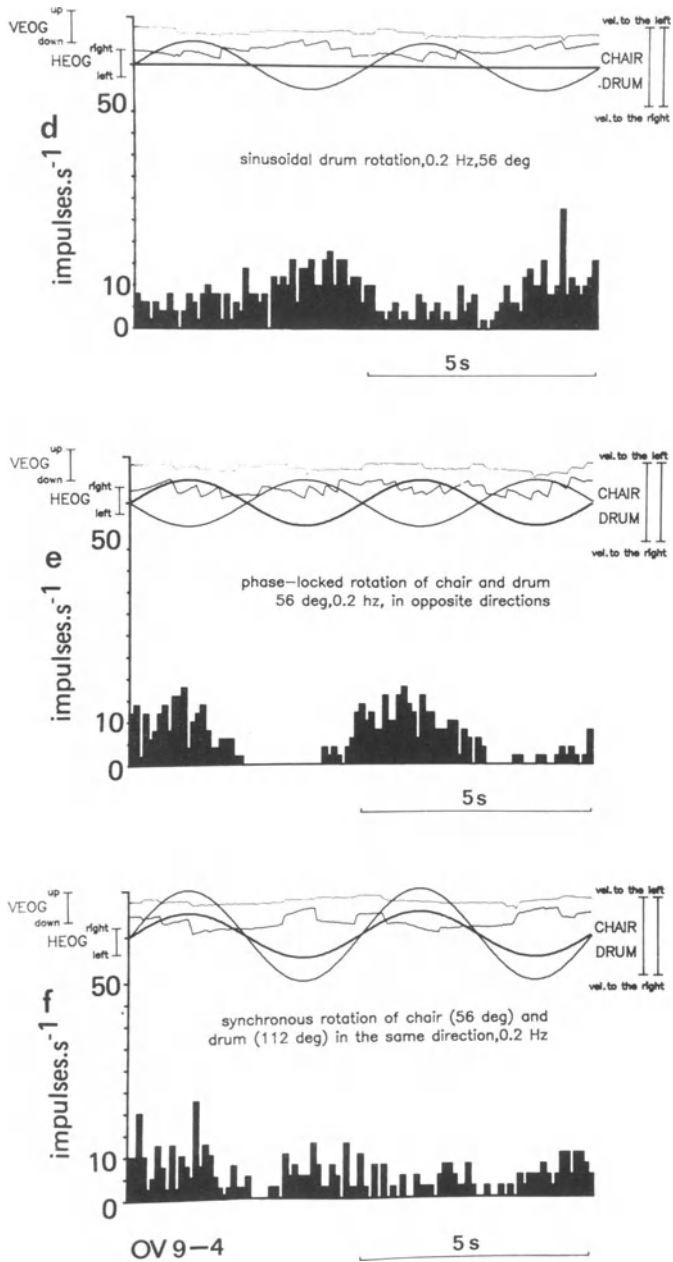 up
VEOG
down
right
HEOG
left
vel. to the left
CHAIR
DRUM
vel. to the right
50
d
sinusoidal drum rotation,0.2 Hz,56 deg
impulses.s-1
10
0
5s
up
VEOG
down
right
HEOG
left
vel. to the left
CHAIR
DRUM
vel. to the right
50
e
phase-locked rotation of chair and drum
56 deg,0.2 hz, in opposite directions
impulses.s-1
10
0
5s
up
VEOG
down
right
HEOG
left
vel. to the left
CHAIR
DRUM
vel. to the right
50
f
synchronous rotation of chair (56 deg) and
drum (112 deg) in the same direction,0.2 Hz
impulses.s-1
10
0
OV 9-4
5s